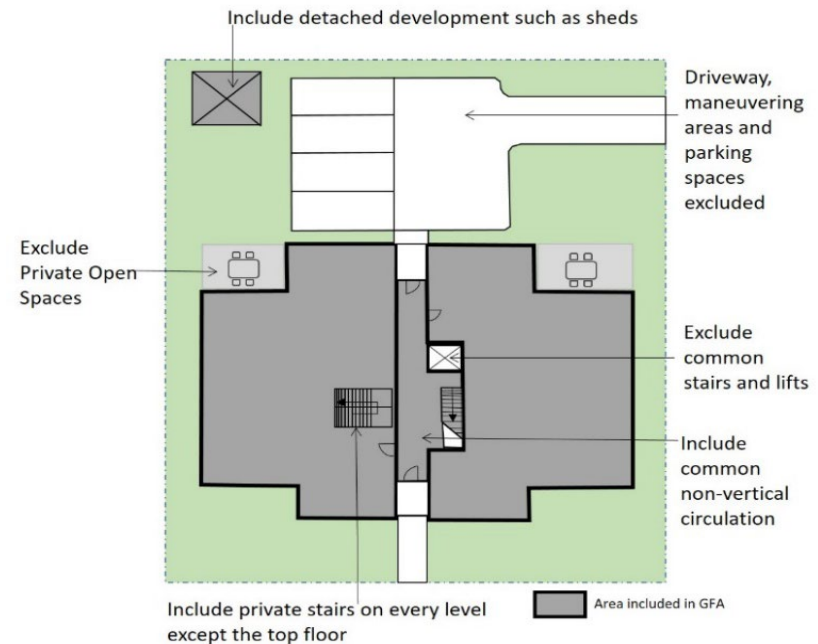 Include detached development such as sheds
Driveway,
maneuvering
areas and
parking
spaces
excluded
Exclude
Private Open
Spaces
Exclude
common
stairs and lifts
Include
common
non-vertical
circulation
Include private stairs on every level
except the top floor
Area included in GFA